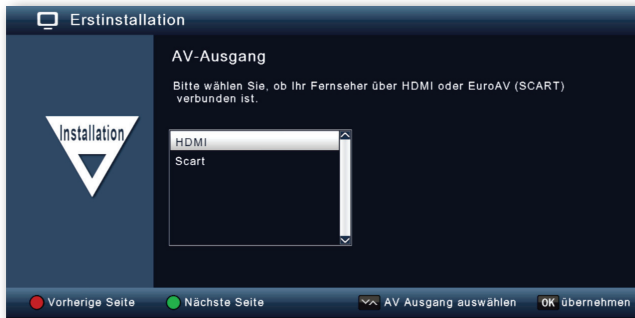 Erstinstallation
AV-Ausgang
Bitte wählen Sie, ob Ihr Fernseher über HDMI oder EuroAV (SCART)
verbunden ist.
Installation
HDMI
Scart
Vorherige Seite
Nächste Seite
AV Ausgang auswählen
OK übernehmen